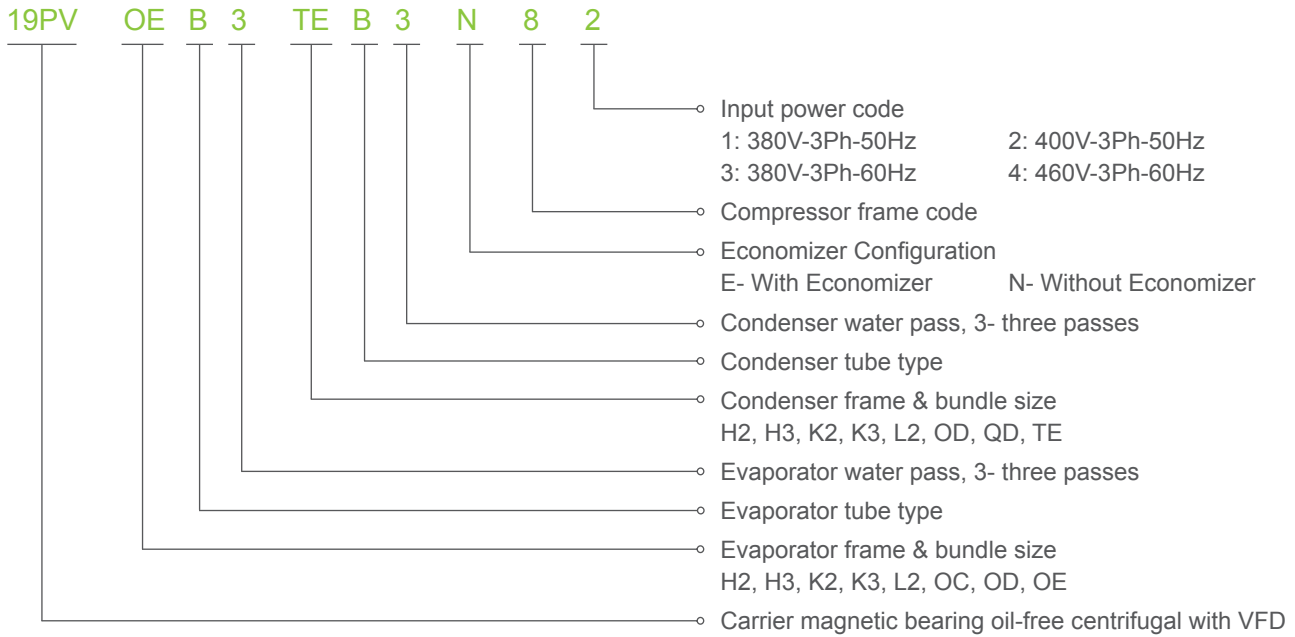 19PV OE B 3 TE B 3 N 8 2
Input power code
1: 380V-3Ph-50Hz 2: 400V-3Ph-50Hz
3: 380V-3Ph-60Hz 4: 460V-3Ph-60Hz
Compressor frame code
Economizer Configuration
E- With Economizer N- Without Economizer
Condenser water pass, 3- three passes
Condenser tube type
Condenser frame & bundle size
H2, H3, K2, K3, L2, OD, QD, TE
Evaporator water pass, 3- three passes
Evaporator tube type
Evaporator frame & bundle size
H2, H3, K2, K3, L2, OC, OD, OE
Carrier magnetic bearing oil-free centrifugal with VFD